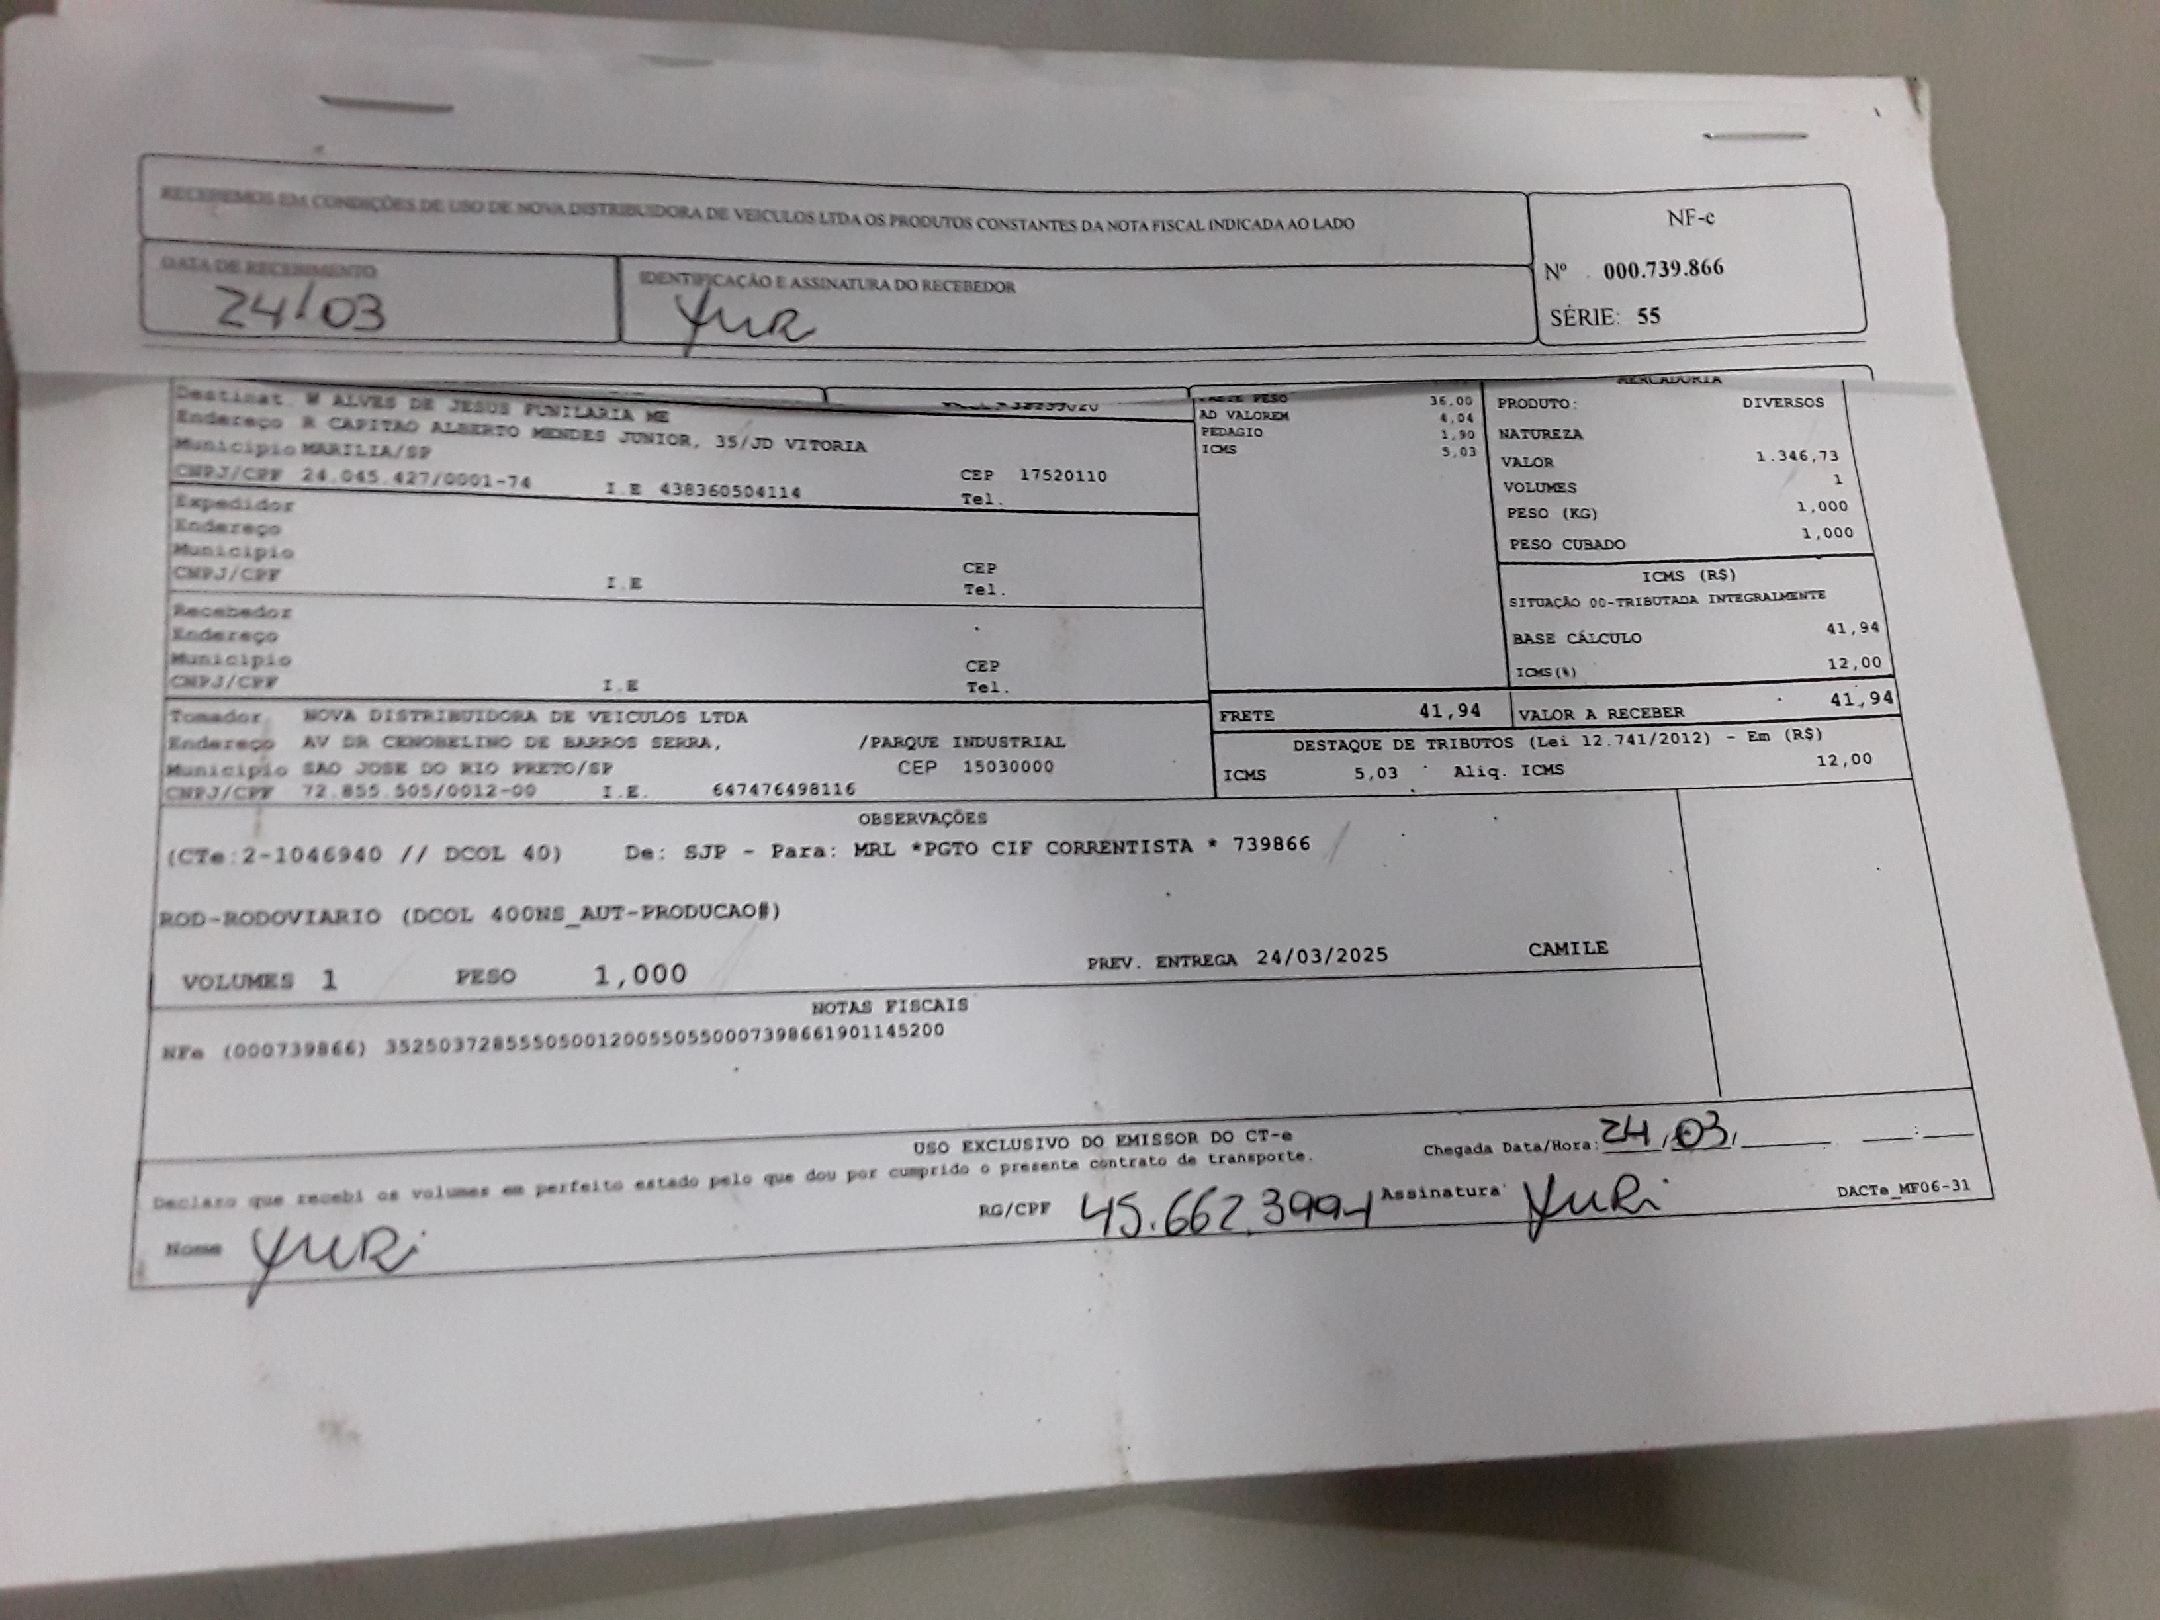 RECEBEMOS EM CONDIÇÕES DE USO DE NOVA DISTRIBUIDORA DE VEICULOS LTDA OS PRODUTOS CONSTANTES DA NOTA FISCAL INDICADA AO LADO
NF-e
Nº 000.739.866
SÉRIE: 55
DATA DE RECEBIMENTO
24/03
IDENTIFICAÇÃO E ASSINATURA DO RECEBEDOR
YURI
Destinat. W ALVES DE JESUS FUNILARIA ME
Endereço R CAPITAO ALBERTO MENDES JUNIOR, 35/JD VITORIA
Município MARILIA/SP
CEP 17520110
CNPJ/CPF 24.045.427/0001-74 I.E 438360504114 Tel.
Expedidor
Endereço
Município CEP
CNPJ/CPF I.E Tel.
Recebedor
Endereço
Município CEP
CNPJ/CPF I.E Tel.
Tomador NOVA DISTRIBUIDORA DE VEICULOS LTDA
Endereço AV DR CENOBELINO DE BARROS SERRA, /PARQUE INDUSTRIAL
Município SAO JOSE DO RIO PRETO/SP CEP 15030000
CNPJ/CPF 72.855.505/0012-00 I.E. 647476498116
PESO 36,00
AD VALOREM 4,04
PEDAGIO 1,90
ICMS 5,03
MERCADORIA
PRODUTO: DIVERSOS
NATUREZA
VALOR 1.346,73
VOLUMES 1
PESO (KG) 1,000
PESO CUBADO 1,000
ICMS (R$)
SITUAÇÃO 00-TRIBUTADA INTEGRALMENTE
BASE CÁLCULO 41,94
ICMS(%) 12,00
FRETE 41,94 VALOR A RECEBER 41,94
DESTAQUE DE TRIBUTOS (Lei 12.741/2012) - Em (R$)
ICMS 5,03 Aliq. ICMS 12,00
OBSERVAÇÕES
(CTe:2-1046940 // DCOL 40) De: SJP - Para: MRL *PGTO CIF CORRENTISTA * 739866
ROD-RODOVIARIO (DCOL 400NS_AUT-PRODUCAO#)
VOLUMES 1 PESO 1,000 PREV. ENTREGA 24/03/2025 CAMILE
NOTAS FISCAIS
NFe (000739866) 35250372855505001200550550007398661901145200
USO EXCLUSIVO DO EMISSOR DO CT-e
Declaro que recebi os volumes em perfeito estado pelo que dou por cumprido o presente contrato de transporte.
Chegada Data/Hora: 24/03/ :
Nome YURI RG/CPF 45.662.399-1 Assinatura YURI
DACTe_MF06-31